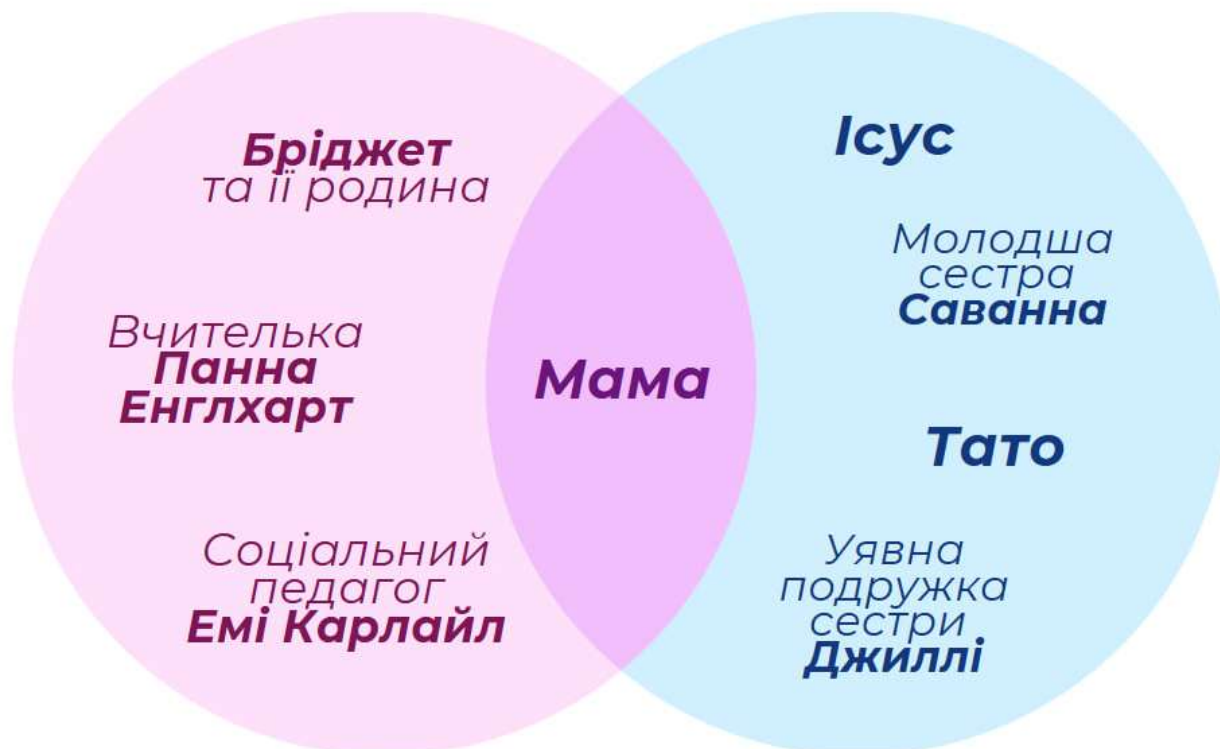 Бріджет
та її родина
Вчителька
Панна
Енглхарт
Соціальний
педагог
Емі Карлайл
Мама
Ісус
Молодша
сестра
Саванна
Тато
Уявна
подружка
сестри
Джиллі